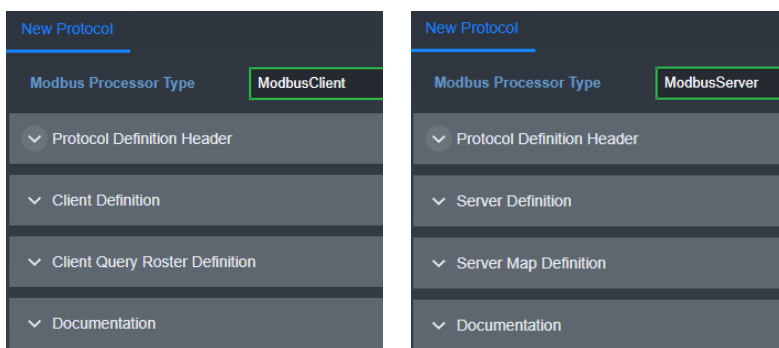 New Protocol
Modbus Processor Type ModbusClient
Protocol Definition Header
Client Definition
Client Query Roster Definition
Documentation
New Protocol
Modbus Processor Type ModbusServer
Protocol Definition Header
Server Definition
Server Map Definition
Documentation